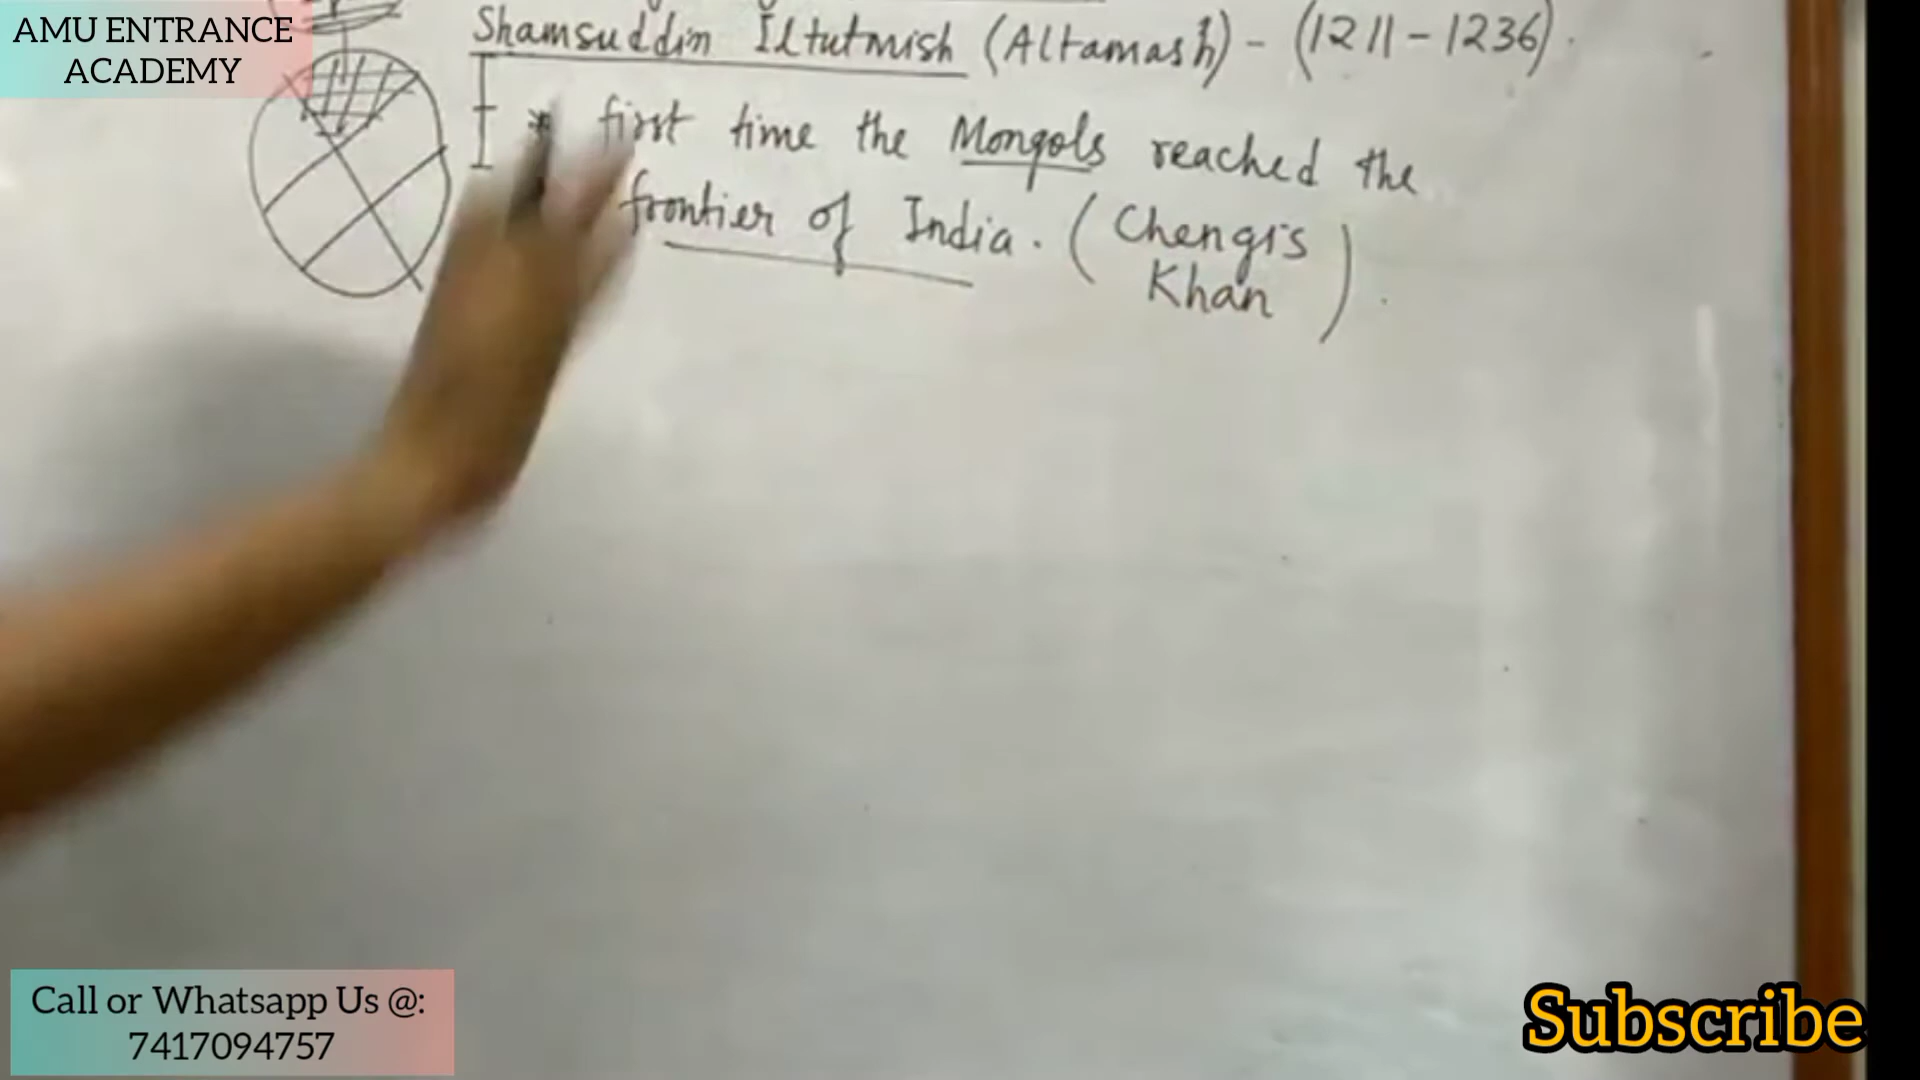 AMU ENTRANCE
ACADEMY
Shamsuddin Iltutmish (Altamash) - (1211 - 1236).
* first time the Mongols reached the
frontier of India. (Chengis
Khan).
Call or Whatsapp Us @:
7417094757
Subscribe